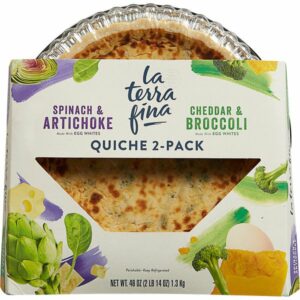 la
terra
fina
SPINACH &
ARTICHOKE
Made With EGG WHITES
CHEDDAR &
BROCCOLI
Made With EGG WHITES
QUICHE 2-PACK
Perishable: Keep Refrigerated
NET WT. 46 OZ (2 LB 14 OZ) 1.3 Kg